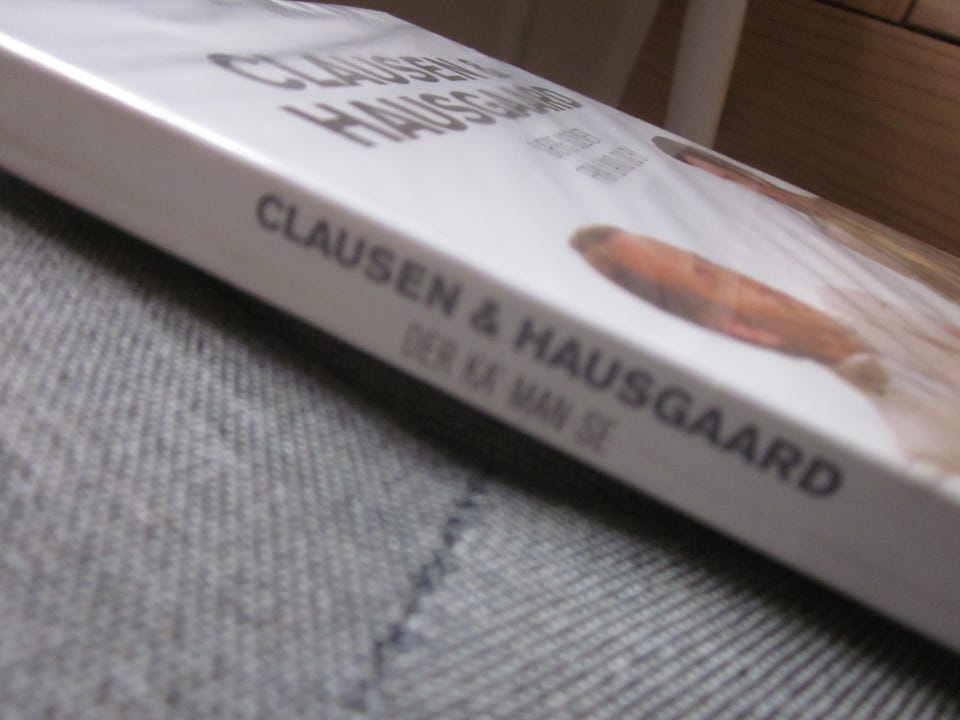 CLAUSEN &
HAUSGAARD
CLAUSEN & HAUSGAARD
DER KA' MAN SE